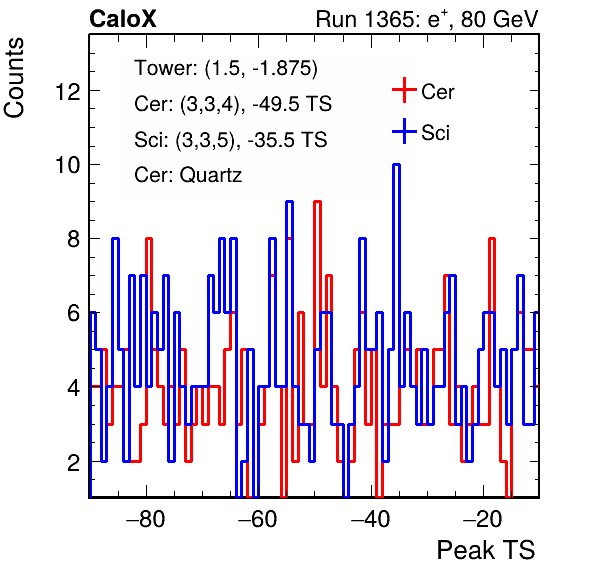 CaloX Run 1365: e⁺, 80 GeV
Counts
Tower: (1.5, -1.875)
Cer: (3,3,4), -49.5 TS
Sci: (3,3,5), -35.5 TS
Cer: Quartz
Cer
Sci
12
10
8
6
4
2
−80 −60 −40 −20
Peak TS